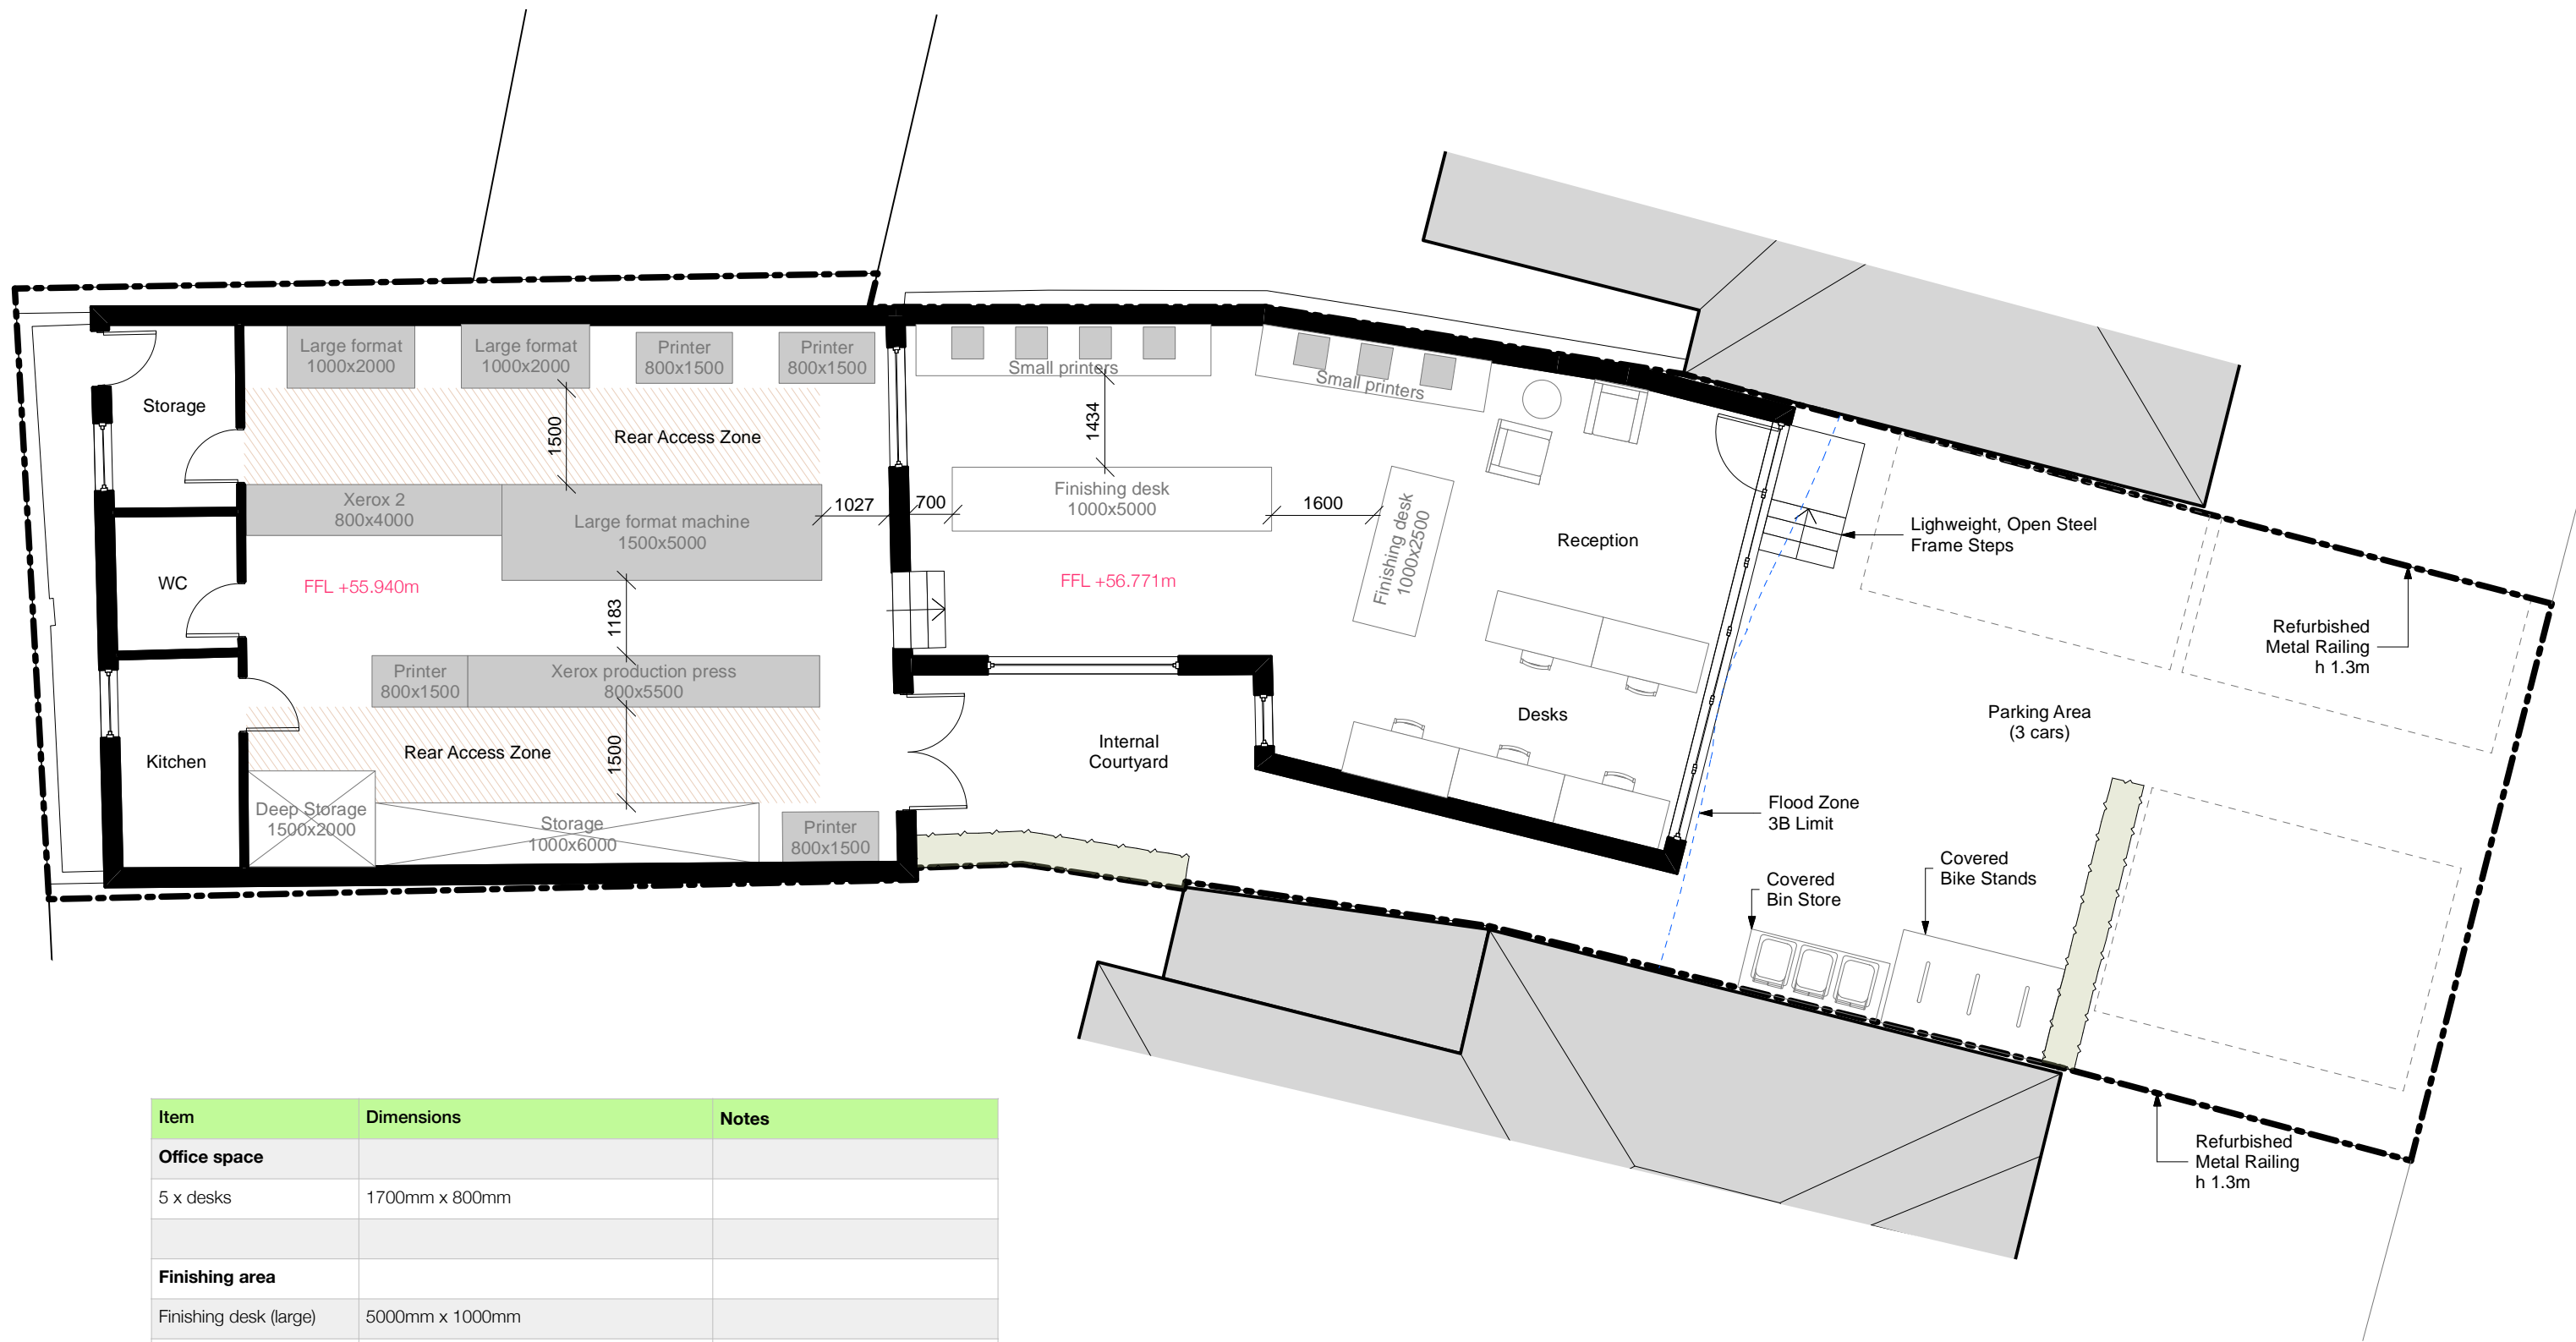 Large format
1000x2000
Large format
1000x2000
Printer
800x1500
Printer
800x1500
Small printers
Small printers
Storage
Rear Access Zone
1500
1434
Xerox 2
800x4000
Large format machine
1500x5000
1027
700
Finishing desk
1000x5000
1600
Finishing desk
1000x2500
Reception
Lighweight, Open Steel
Frame Steps
WC
FFL +55.940m
FFL +56.771m
1183
Refurbished
Metal Railing
h 1.3m
Printer
800x1500
Xerox production press
800x5500
Desks
Parking Area
(3 cars)
Kitchen
Rear Access Zone
1500
Internal
Courtyard
Deep Storage
1500x2000
Storage
1000x6000
Printer
800x1500
Flood Zone
3B Limit
Covered
Bin Store
Covered
Bike Stands
Refurbished
Metal Railing
h 1.3m
Item Dimensions Notes
Office space
5 x desks 1700mm x 800mm
Finishing area
Finishing desk (large) 5000mm x 1000mm